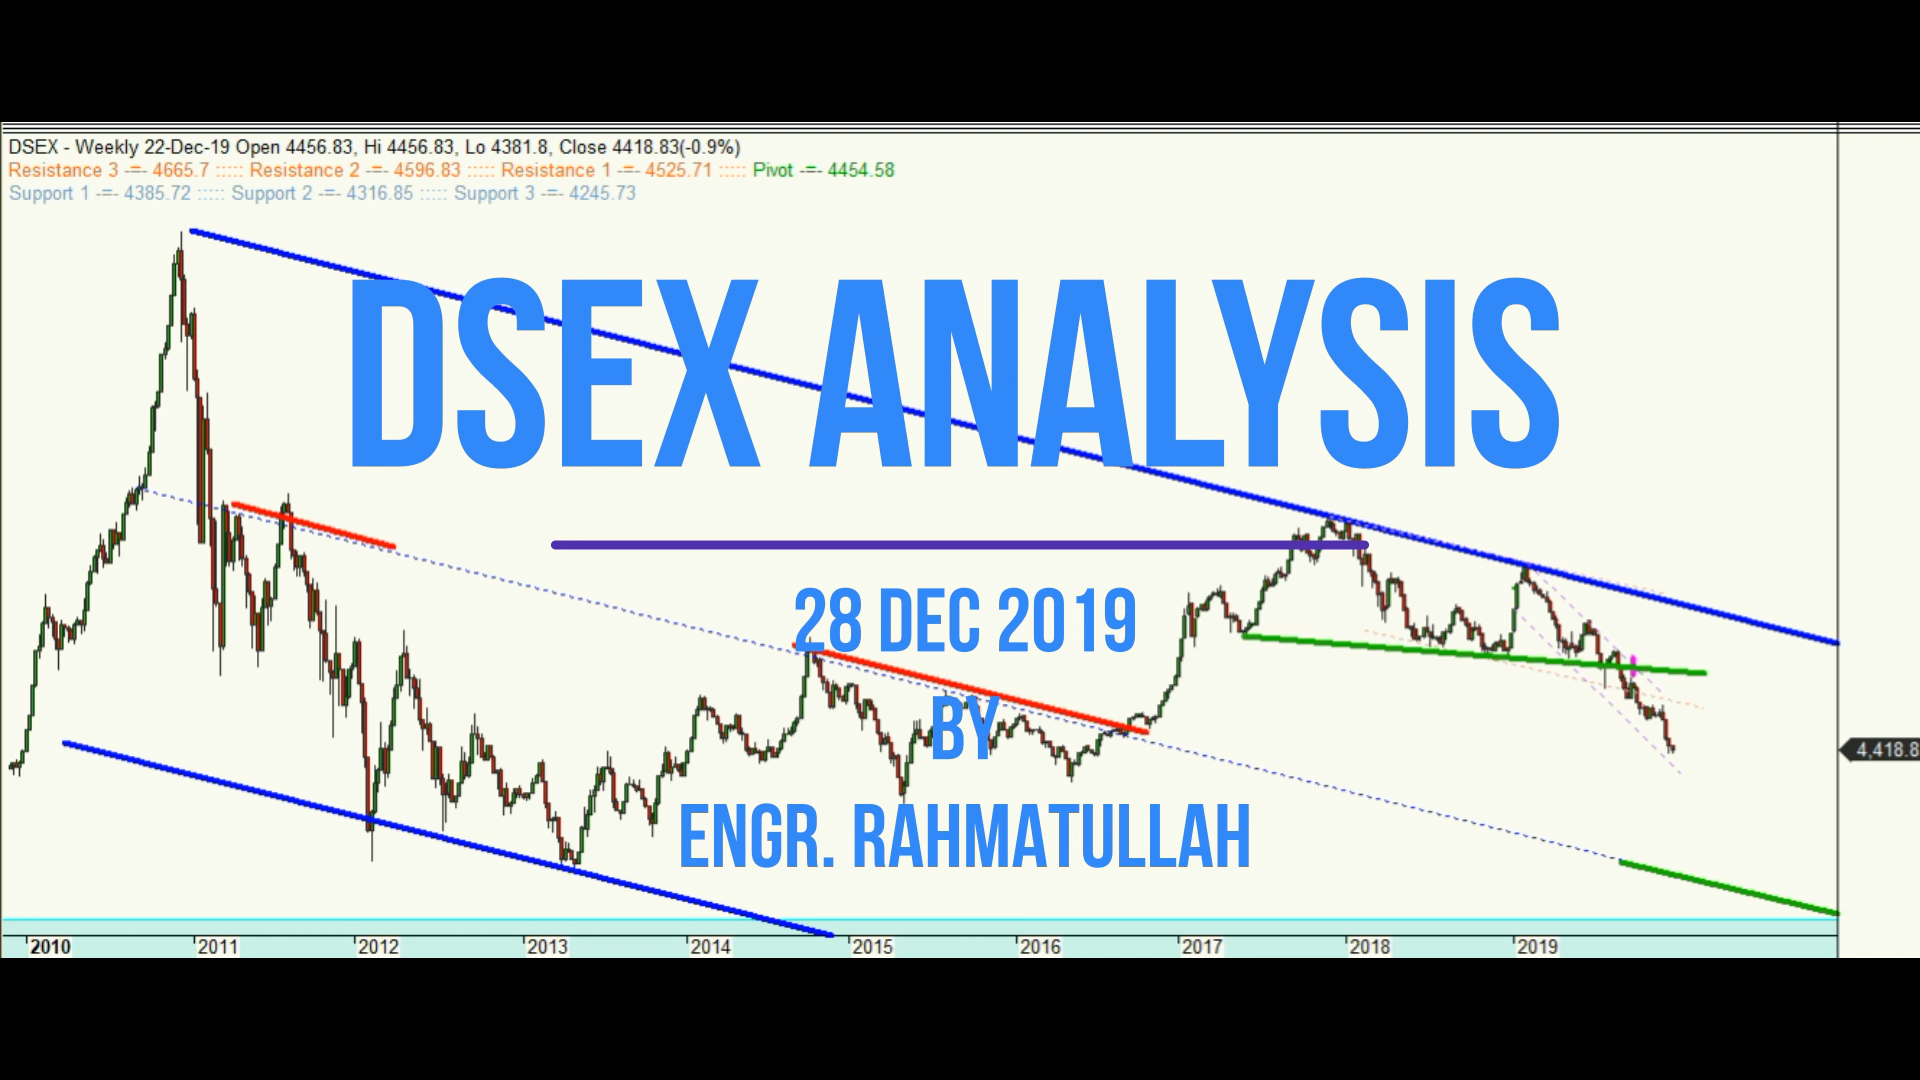 DSEX - Weekly 22-Dec-19 Open 4456.83, Hi 4456.83, Lo 4381.8, Close 4418.83(-0.9%)
Resistance 3 -=- 4665.7 ::::: Resistance 2 -=- 4596.83 ::::: Resistance 1 -=- 4525.71 ::::: Pivot -=- 4454.58
Support 1 -=- 4385.72 ::::: Support 2 -=- 4316.85 ::::: Support 3 -=- 4245.73
DSEX ANALYSIS
28 DEC 2019
BY
ENGR. RAHMATULLAH
4,418.8
2010 2011 2012 2013 2014 2015 2016 2017 2018 2019